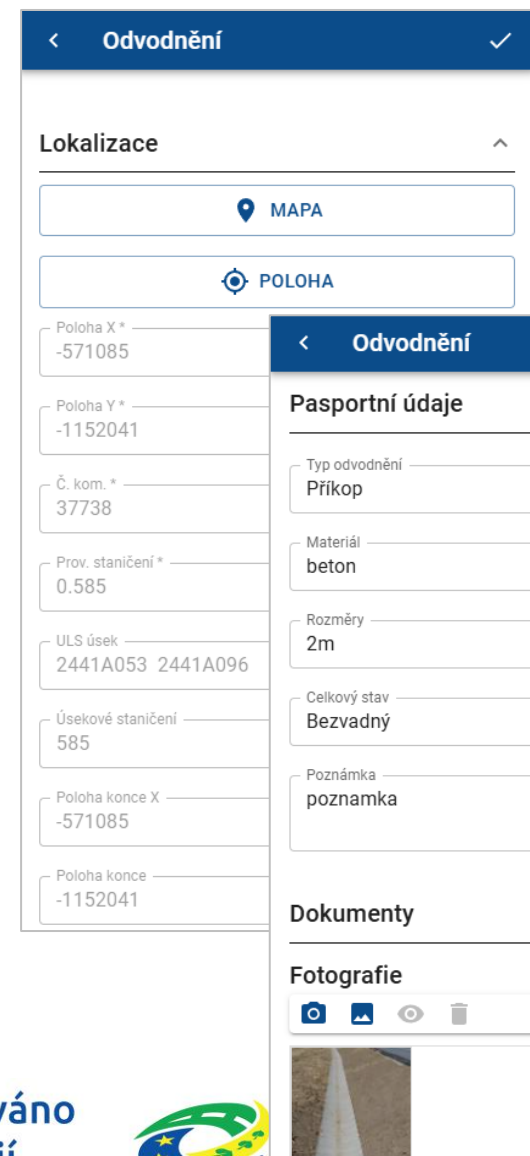 Odvodnění
Lokalizace
MAPA
POLOHA
Poloha X *
-571085
Poloha Y *
-1152041
Č. kom. *
37738
Prov. staničení *
0.585
ULS úsek
2441A053 2441A096
Úsekové staničení
585
Poloha konce X
-571085
Poloha konce
-1152041
Odvodnění
Pasportní údaje
Typ odvodnění
Příkop
Materiál
beton
Rozměry
2m
Celkový stav
Bezvadný
Poznámka
poznamka
Dokumenty
Fotografie